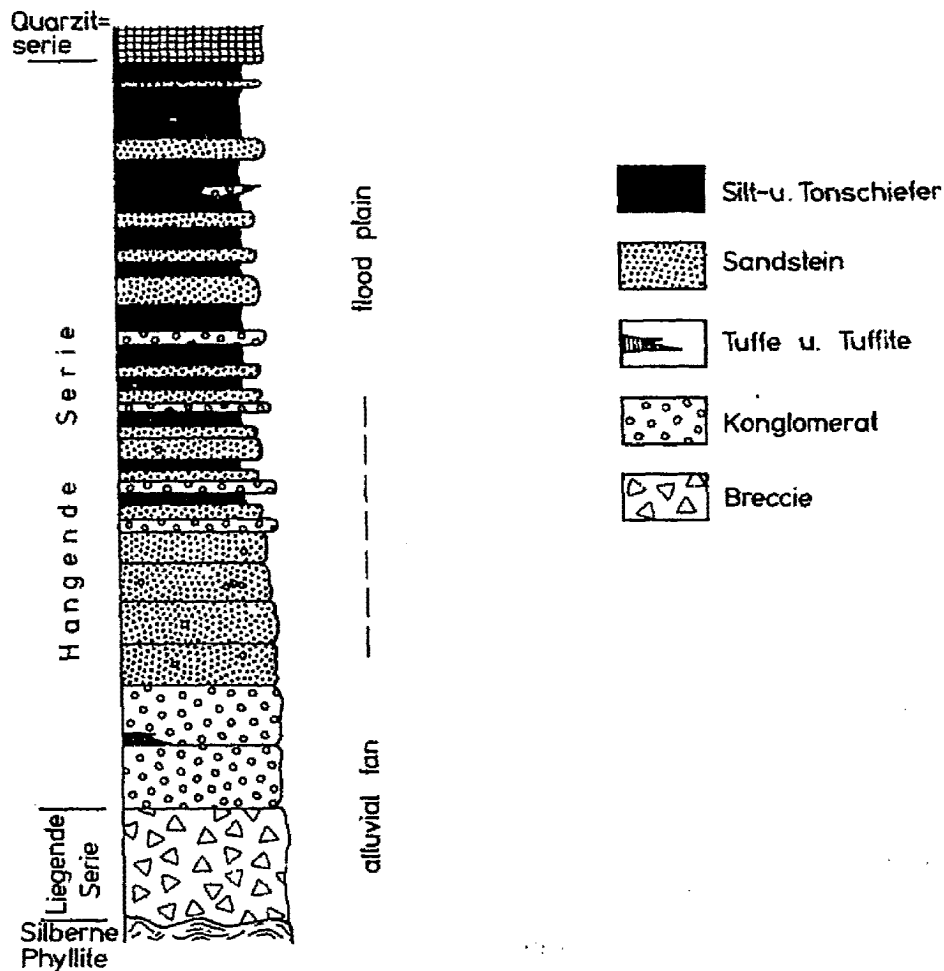 Quarzit=
serie
Hangende Serie
Liegende
Serie
Silberne
Phyllite
flood plain
alluvial fan
Silt-u. Tonschiefer
Sandstein
Tuffe u. Tuffite
Konglomerat
Breccie